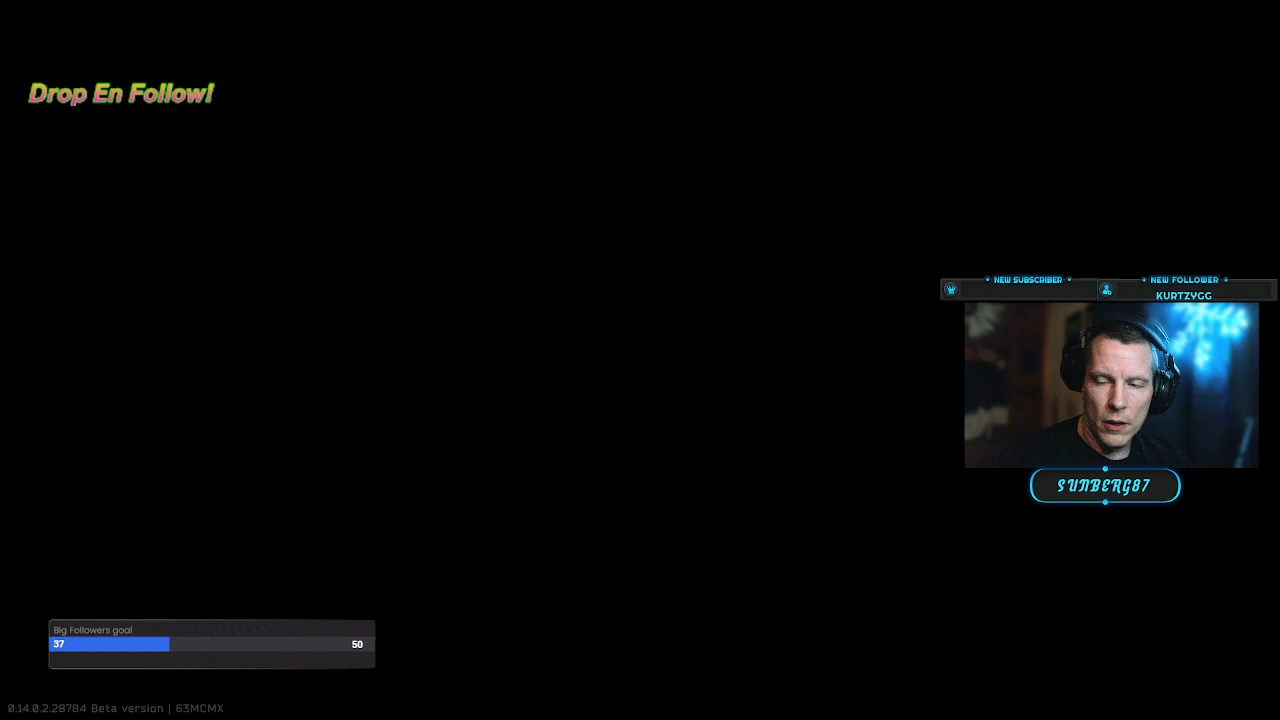 Drop En Follow!
NEW SUBSCRIBER
NEW FOLLOWER
KURTZYGG
SUNBERG87
Big Followers goal
37 50
0.14.0.2.28784 Beta version | 63MCMX